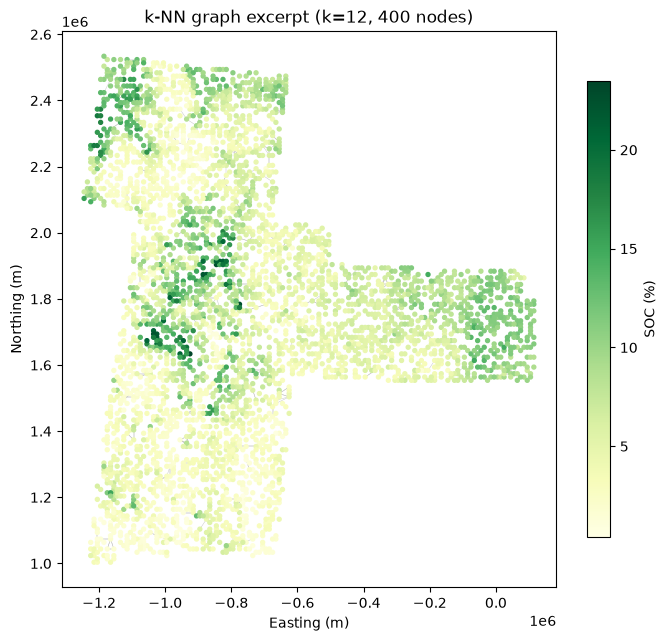 k-NN graph excerpt (k=12, 400 nodes)
1e6
2.6
2.4
2.2
2.0
1.8
1.6
1.4
1.2
1.0
Northing (m)
−1.2 −1.0 −0.8 −0.6 −0.4 −0.2 0.0
Easting (m)
1e6
20
15
10
5
SOC (%)